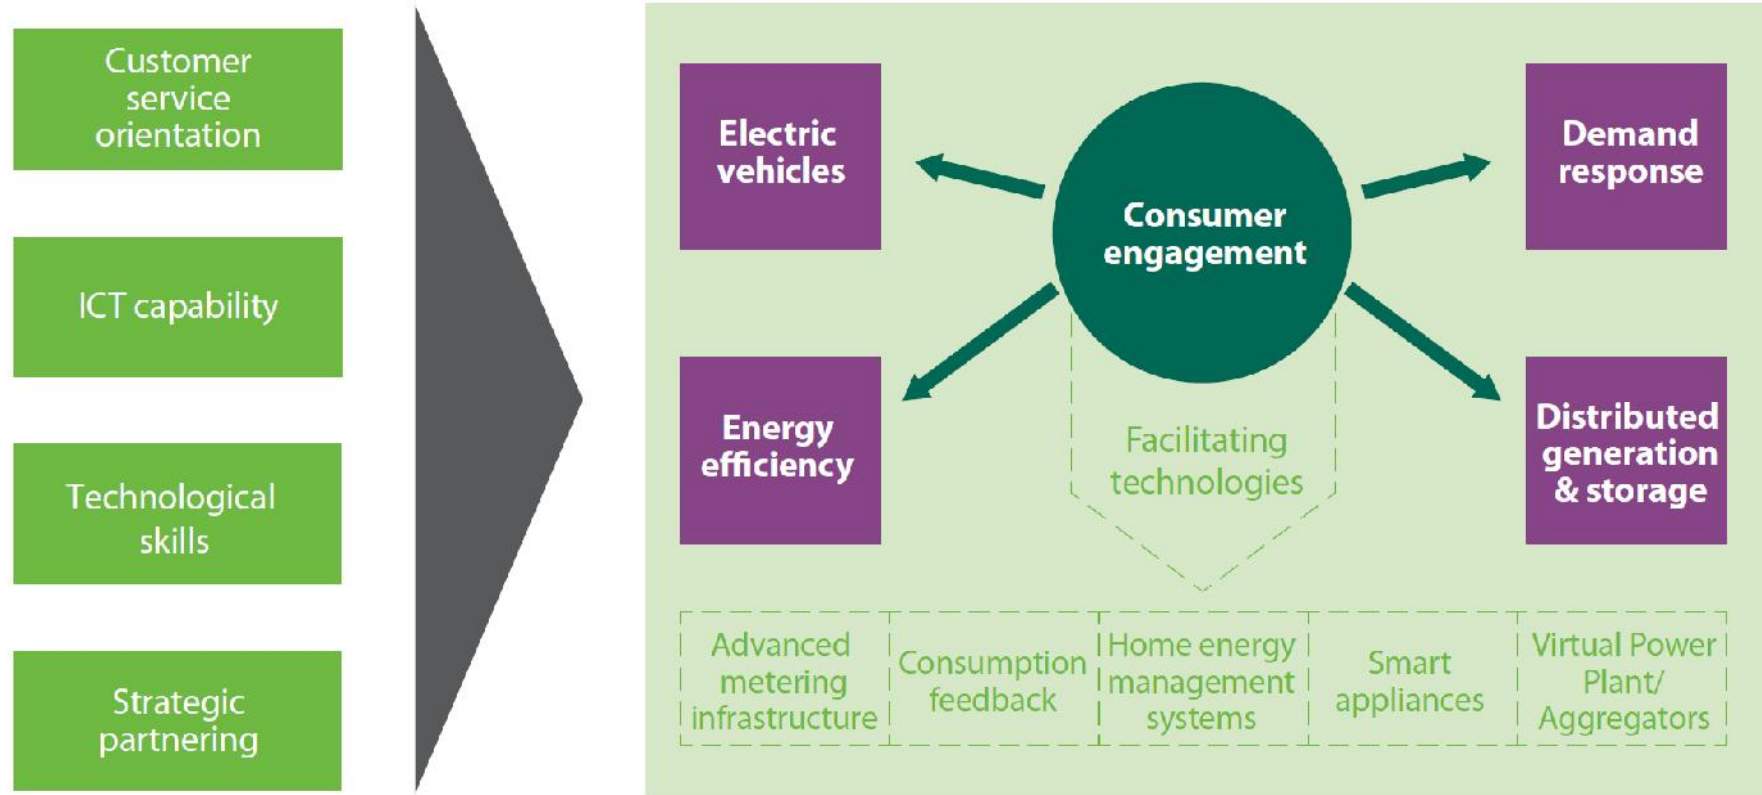 Customer
service
orientation
ICT capability
Technological
skills
Strategic
partnering
Electric
vehicles
Consumer
engagement
Demand
response
Energy
efficiency
Facilitating
technologies
Distributed
generation
& storage
Advanced
metering
infrastructure
Consumption
feedback
Home energy
management
systems
Smart
appliances
Virtual Power
Plant/
Aggregators